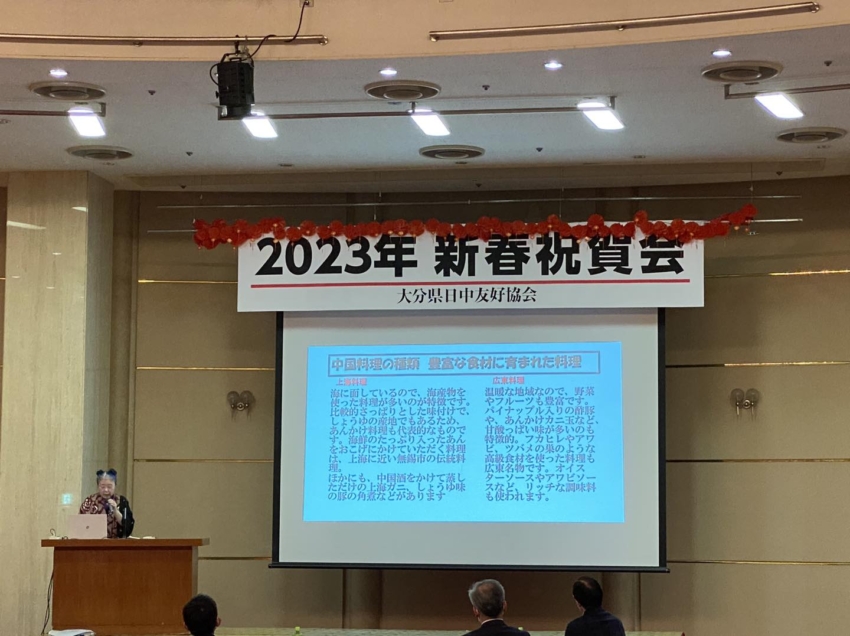 2023年 新春祝賀会
大分県日中友好協会
中国料理の種類 豊富な食材に育まれた料理
上海料理
海に面しているので、海産物を
使った料理が多いのが特徴です。
比較的さっぱりとした味付けで、
しょうゆの産地でもあるため、
あんかけ料理も代表的なもので
す。海鮮のたっぷり入ったあん
をおこげにかけていただく料理
は、上海に近い無錫市の伝統料
理。
ほかにも、中国酒をかけて蒸し
ただけの上海ガニ、しょうゆ味
の豚の角煮などがあります
広東料理
温暖な地域なので、野菜
やフルーツも豊富です。
パイナップル入りの酢豚
や、あんかけカニ玉など、
甘酸っぱい味が多いのも
特徴的。フカヒレやアワ
ビ、ツバメの巣のような
高級食材を使った料理も
広東名物です。オイス
ターソースやアワビソー
スなど、リッチな調味料
も使われます。